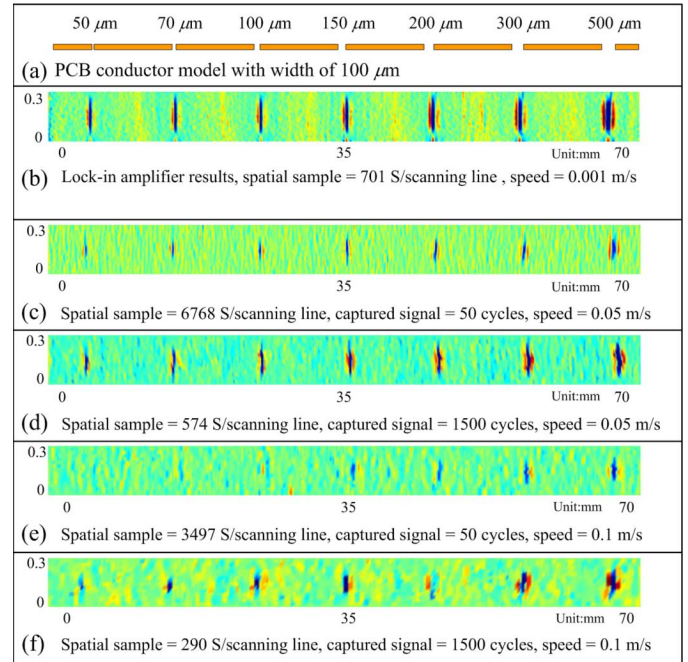 50 μm 70 μm 100 μm 150 μm 200 μm 300 μm 500 μm
(a) PCB conductor model with width of 100 μm
0.3
0
0 35 Unit:mm 70
(b) Lock-in amplifier results, spatial sample = 701 S/scanning line , speed = 0.001 m/s
0.3
0
0 35 Unit:mm 70
(c) Spatial sample = 6768 S/scanning line, captured signal = 50 cycles, speed = 0.05 m/s
0.3
0
0 35 Unit:mm 70
(d) Spatial sample = 574 S/scanning line, captured signal = 1500 cycles, speed = 0.05 m/s
0.3
0
0 35 Unit:mm 70
(e) Spatial sample = 3497 S/scanning line, captured signal = 50 cycles, speed = 0.1 m/s
0.3
0
0 35 Unit:mm 70
(f) Spatial sample = 290 S/scanning line, captured signal = 1500 cycles, speed = 0.1 m/s